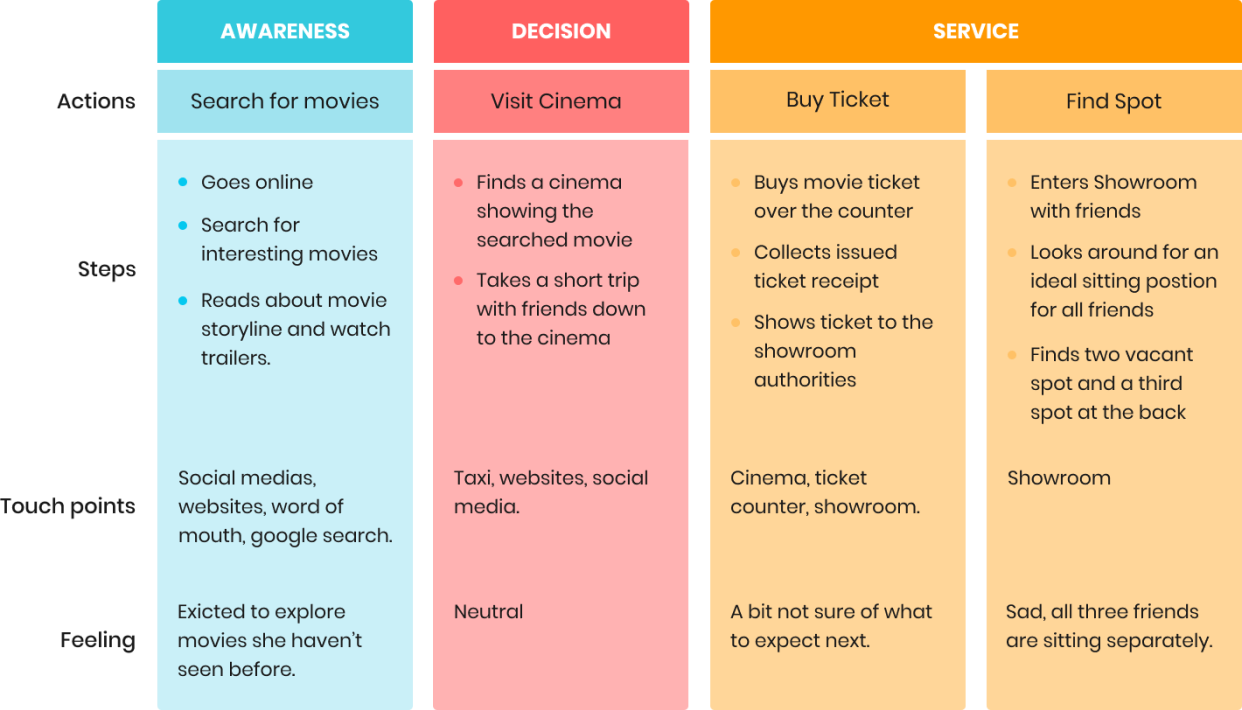 AWARENESS
DECISION
SERVICE
Actions
Search for movies
Visit Cinema
Buy Ticket
Find Spot
Steps
Goes online
Search for
interesting movies
Reads about movie
storyline and watch
trailers.
Finds a cinema
showing the
searched movie
Takes a short trip
with friends down
to the cinema
Buys movie ticket
over the counter
Collects issued
ticket receipt
Shows ticket to the
showroom
authorities
Enters Showroom
with friends
Looks around for an
ideal sitting postion
for all friends
Finds two vacant
spot and a third
spot at the back
Touch points
Social medias,
websites, word of
mouth, google search.
Taxi, websites, social
media.
Cinema, ticket
counter, showroom.
Showroom
Feeling
Exicted to explore
movies she haven’t
seen before.
Neutral
A bit not sure of what
to expect next.
Sad, all three friends
are sitting separately.